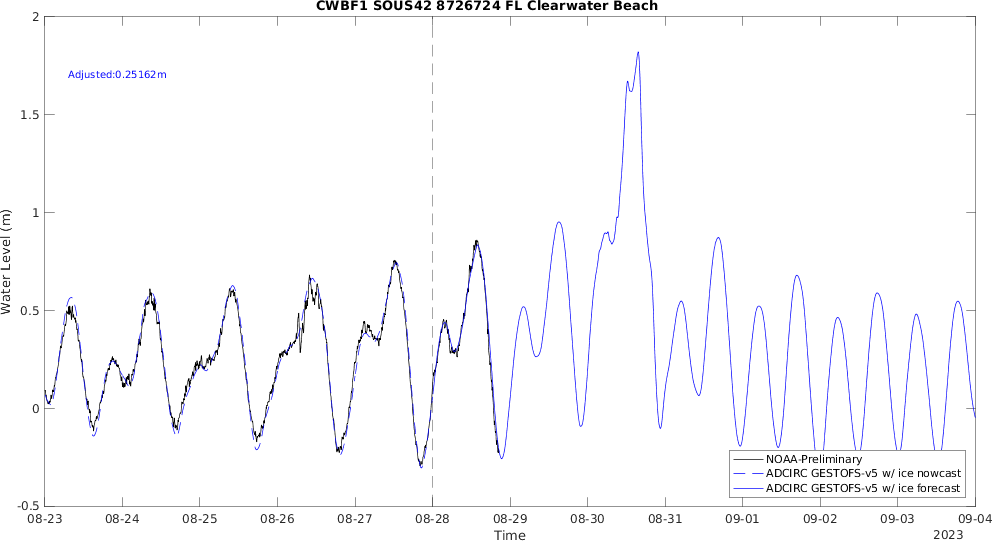 CWBF1 SOUS42 8726724 FL Clearwater Beach
2
Adjusted:0.25162m
1.5
1
Water Level (m)
0.5
0
NOAA-Preliminary
ADCIRC GESTOFS-v5 w/ ice nowcast
ADCIRC GESTOFS-v5 w/ ice forecast
-0.5
08-23 08-24 08-25 08-26 08-27 08-28 08-29 08-30 08-31 09-01 09-02 09-03 09-04
Time 2023